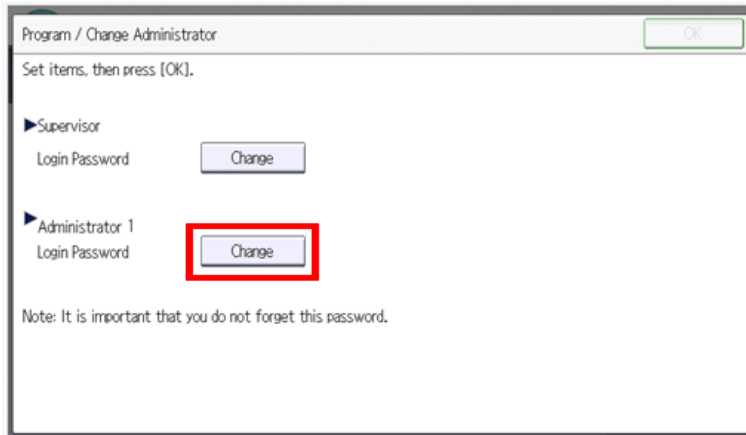 Program / Change Administrator
OK
Set items, then press [OK].
▶Supervisor
Login Password Change
▶Administrator 1
Login Password Change
Note: It is important that you do not forget this password.